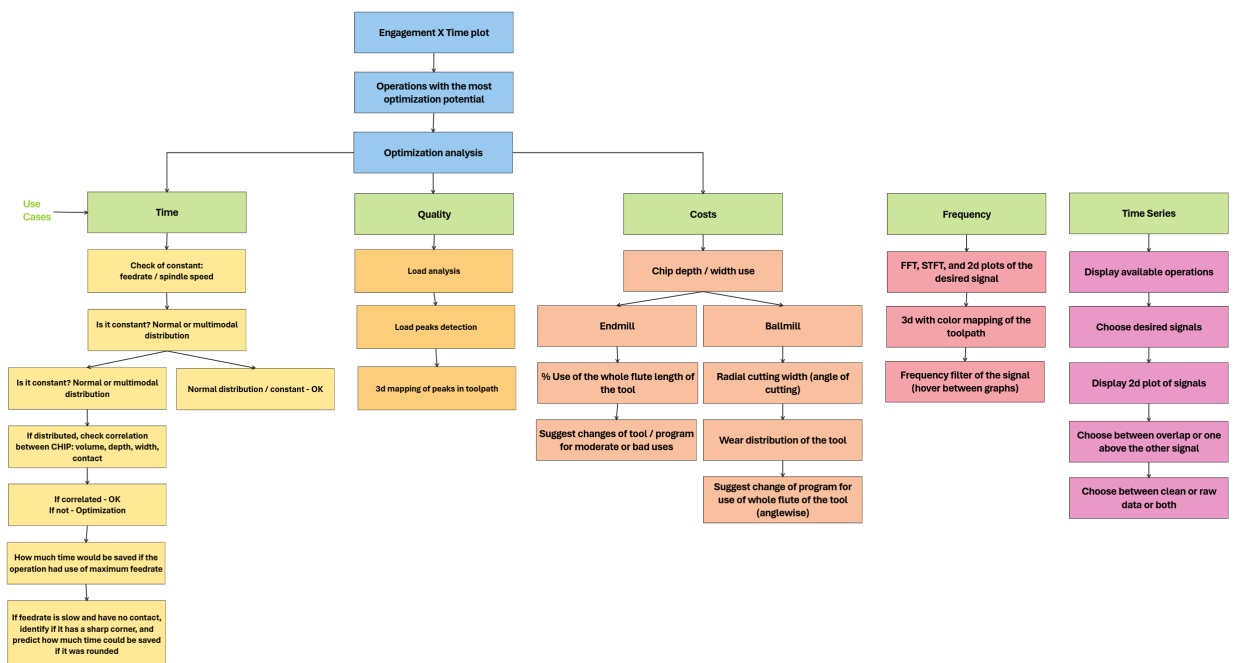 Engagement X Time plot
Operations with the most
optimization potential
Optimization analysis
Use
Cases
Time
Check of constant:
feedrate / spindle speed
Is it constant? Normal or multimodal
distribution
Is it constant? Normal or multimodal
distribution
Normal distribution / constant - OK
If distributed, check correlation
between CHIP: volume, depth, width,
contact
If correlated - OK
If not - Optimization
How much time would be saved if the
operation had use of maximum feedrate
If feedrate is slow and have no contact,
identify if it has a sharp corner, and
predict how much time could be saved
if it was rounded
Quality
Load analysis
Load peaks detection
3d mapping of peaks in toolpath
Costs
Chip depth / width use
Endmill
% Use of the whole flute length of
the tool
Suggest changes of tool / program
for moderate or bad uses
Ballmill
Radial cutting width (angle of
cutting)
Wear distribution of the tool
Suggest change of program for
use of whole flute of the tool
(anglewise)
Frequency
FFT, STFT, and 2d plots of the
desired signal
3d with color mapping of the
toolpath
Frequency filter of the signal
(hover between graphs)
Time Series
Display available operations
Choose desired signals
Display 2d plot of signals
Choose between overlap or one
above the other signal
Choose between clean or raw
data or both